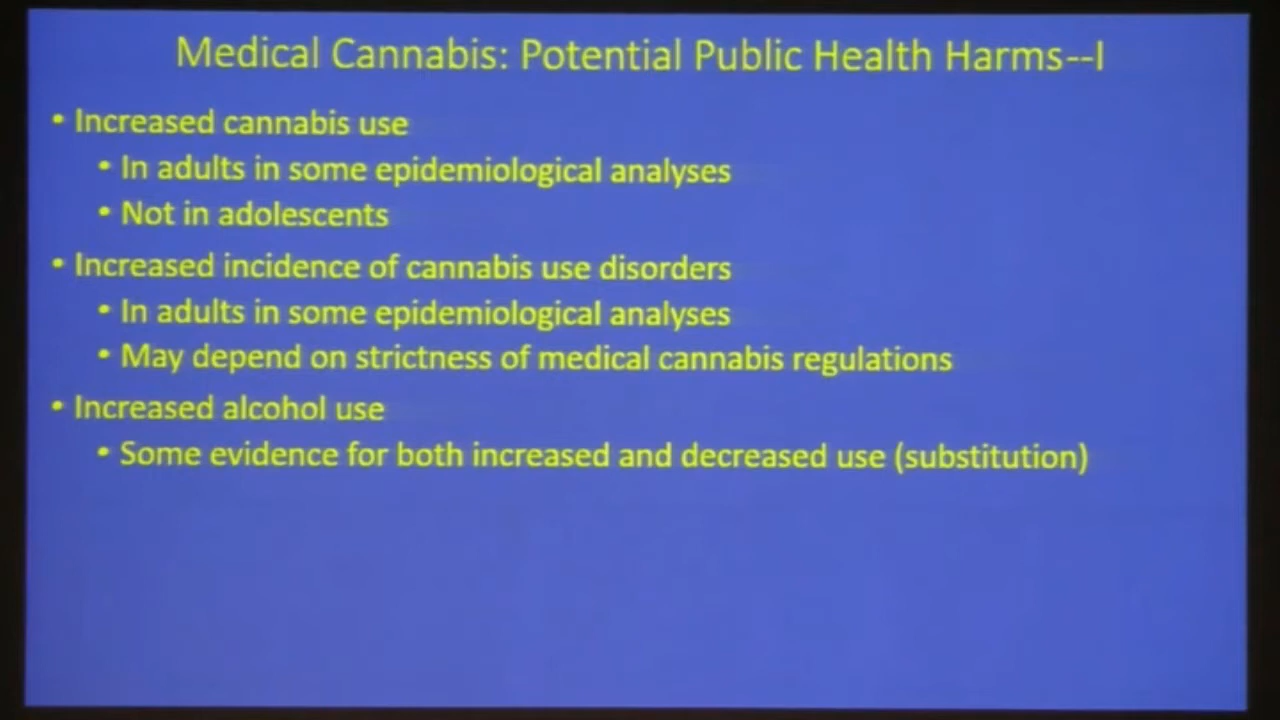 Medical Cannabis: Potential Public Health Harms--I
• Increased cannabis use
• In adults in some epidemiological analyses
• Not in adolescents
• Increased incidence of cannabis use disorders
• In adults in some epidemiological analyses
• May depend on strictness of medical cannabis regulations
• Increased alcohol use
• Some evidence for both increased and decreased use (substitution)